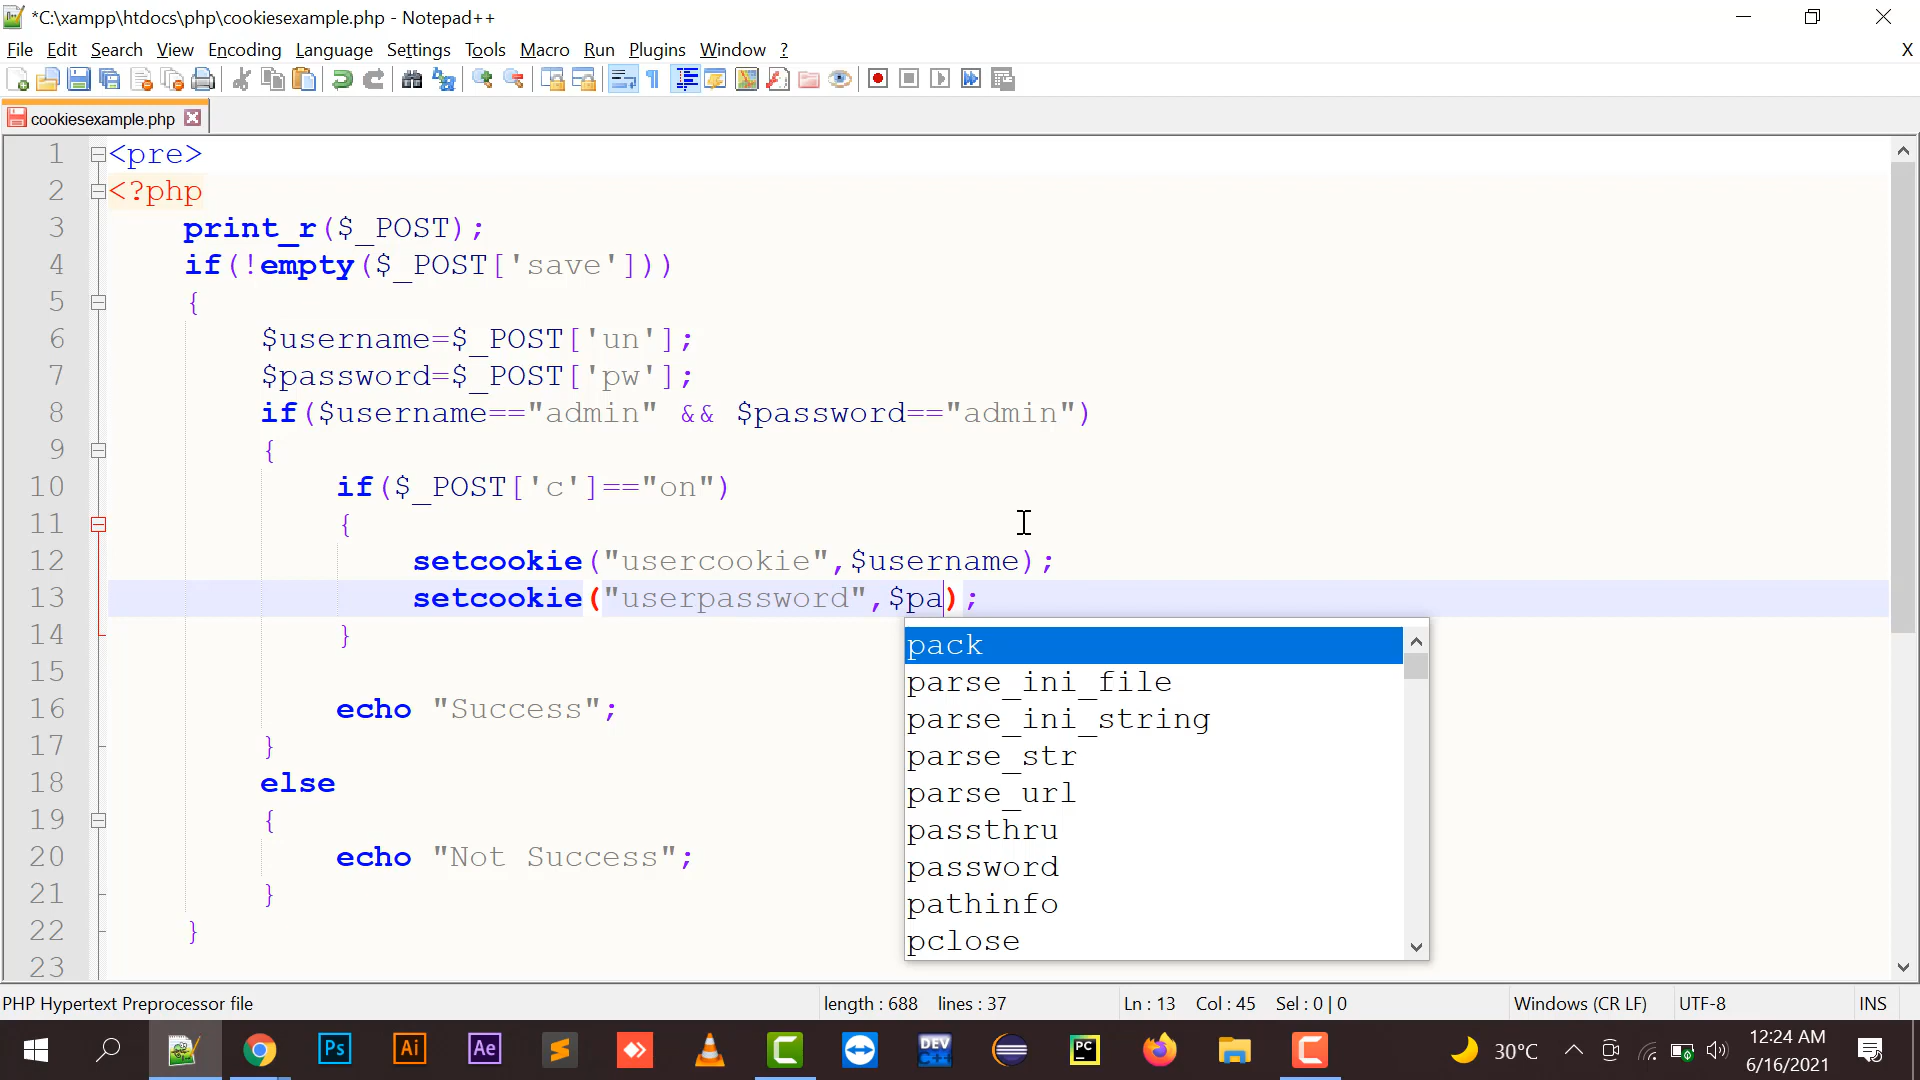 *C:\xampp\htdocs\php\cookiesexample.php - Notepad++
File Edit Search View Encoding Language Settings Tools Macro Run Plugins Window ? X
cookiesexample.php
1 <pre>
2 <?php
3 print_r($_POST);
4 if(!empty($_POST['save']))
5 {
6 $username=$_POST['un'];
7 $password=$_POST['pw'];
8 if($username=="admin" && $password=="admin")
9 {
10 if($_POST['c']=="on")
11 {
12 setcookie("usercookie",$username);
13 setcookie("userpassword",$pa);
14 }
15
16 echo "Success";
17 }
18 else
19 {
20 echo "Not Success";
21 }
22 }
23
pack
parse_ini_file
parse_ini_string
parse_str
parse_url
passthru
password
pathinfo
pclose
PHP Hypertext Preprocessor file length : 688 lines : 37 Ln : 13 Col : 45 Sel : 0 | 0 Windows (CR LF) UTF-8 INS
Ps Ai Ae DEV C++ PC 30°C 12:24 AM
6/16/2021